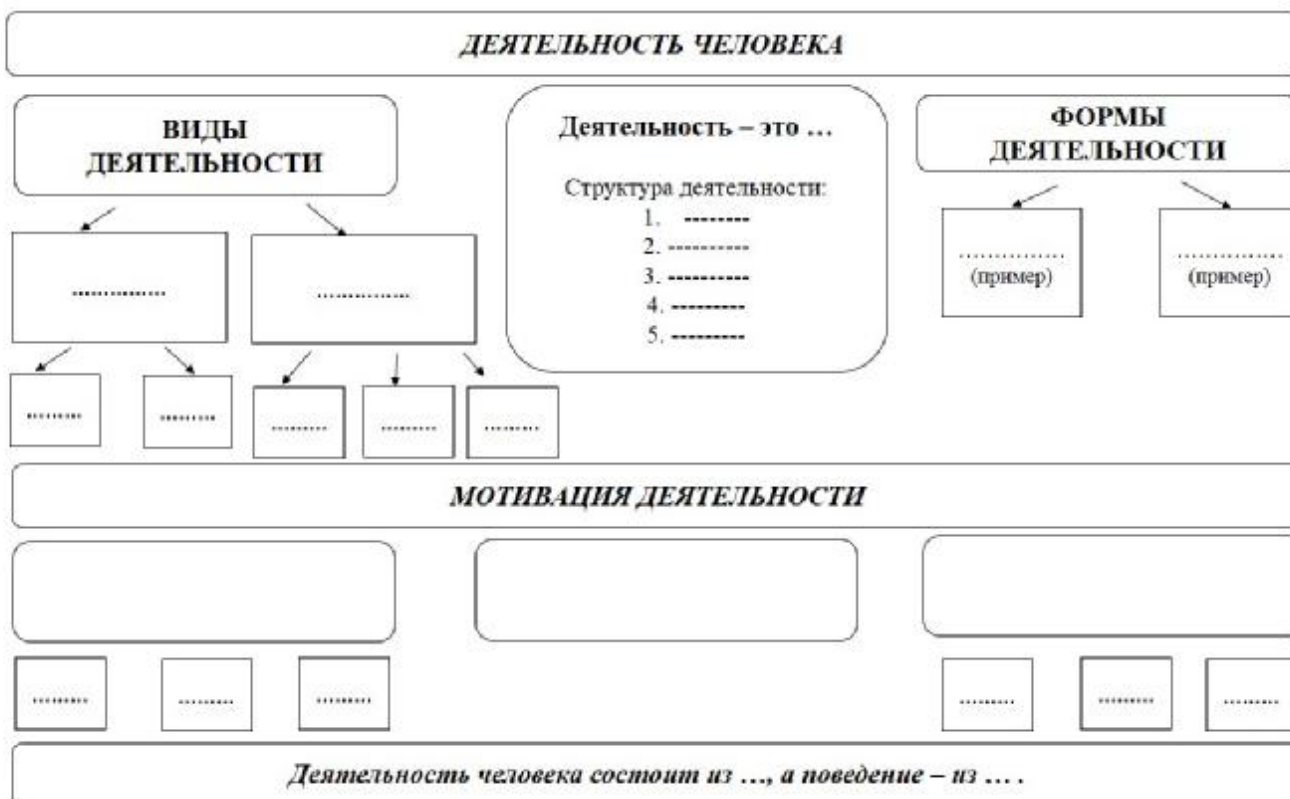 ДЕЯТЕЛЬНОСТЬ ЧЕЛОВЕКА
ВИДЫ
ДЕЯТЕЛЬНОСТИ
...............
...............
.........
.........
.........
.........
.........
Деятельность – это ...
Структура деятельности:
1. --------
2. ----------
3. ----------
4. ---------
5. ---------
ФОРМЫ
ДЕЯТЕЛЬНОСТИ
...............
(пример)
...............
(пример)
МОТИВАЦИЯ ДЕЯТЕЛЬНОСТИ
.........
.........
.........
.........
.........
.........
Деятельность человека состоит из ..., а поведение – из ... .